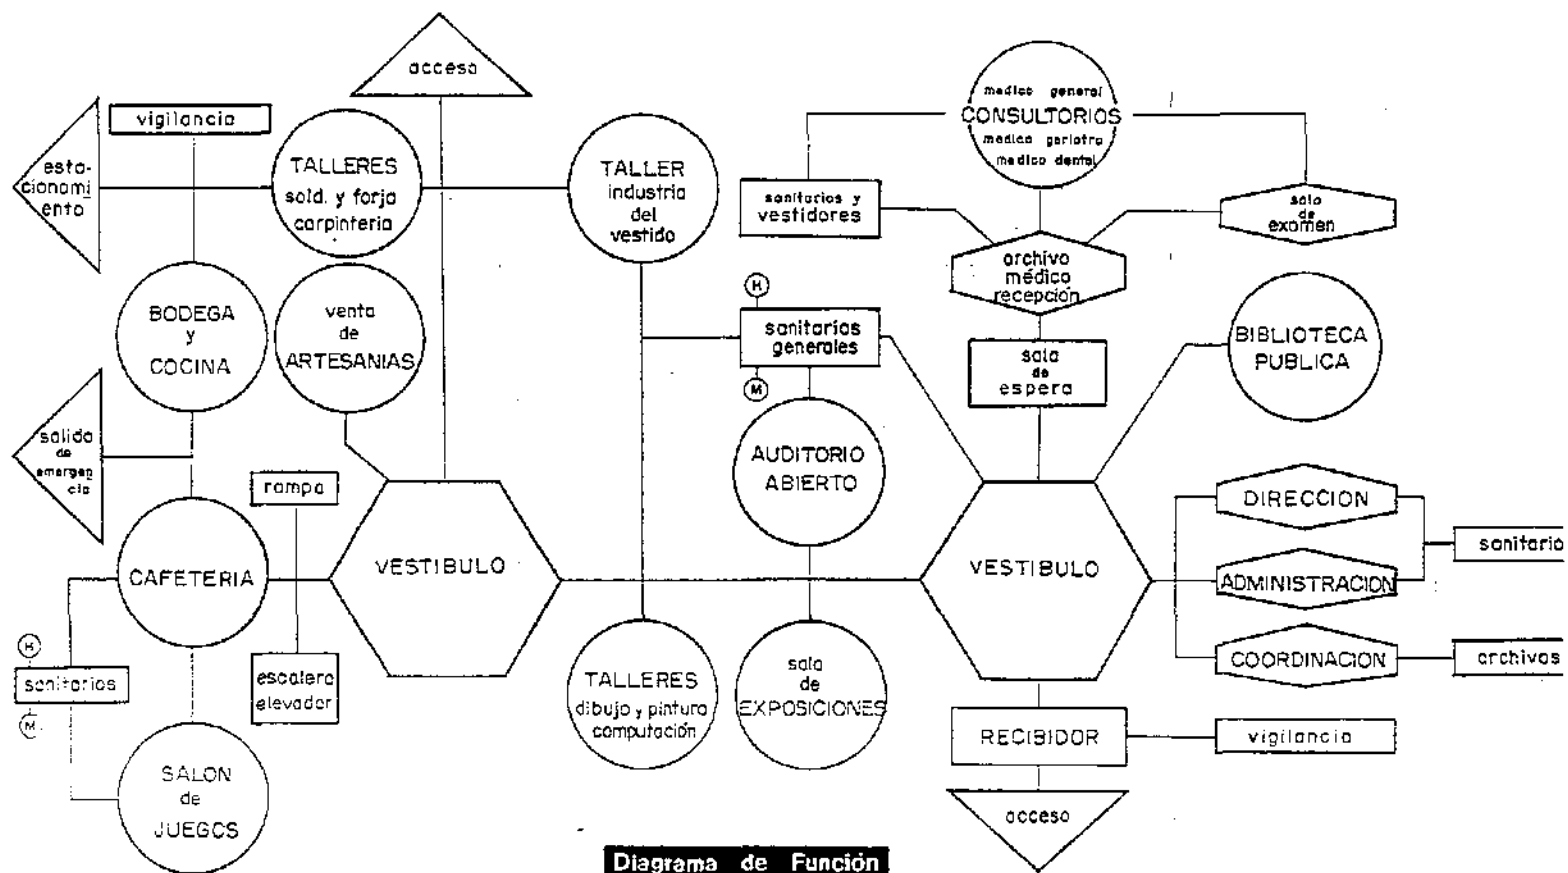 acceso
vigilancia
esta-
cionami
ento
TALLERES
sold. y forja
carpinteria
TALLER
industria
del
vestido
medico general
CONSULTORIOS
medico geriatra
medico dental
sanitarios y
vestidores
sala
de
examen
archivo
médico
recepción
BODEGA
y
COCINA
venta
de
ARTESANIAS
H
sanitarios
generales
M
sala
de
espera
BIBLIOTECA
PUBLICA
salida
de
emergen
cia
rampa
AUDITORIO
ABIERTO
CAFETERIA
VESTIBULO
VESTIBULO
DIRECCION
sanitario
ADMINISTRACION
COORDINACION
archivos
H
sanitarios
M
escalera
elevador
TALLERES
dibujo y pintura
computación
sala
de
EXPOSICIONES
RECIBIDOR
vigilancia
SALON
de
JUEGOS
acceso
Diagrama de Función